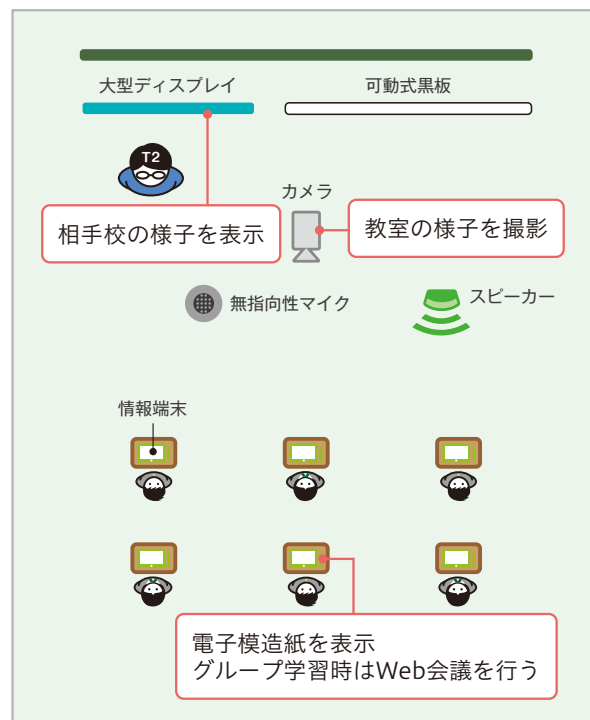 大型ディスプレイ
可動式黒板
T2
カメラ
相手校の様子を表示
教室の様子を撮影
無指向性マイク
スピーカー
情報端末
電子模造紙を表示
グループ学習時はWeb会議を行う